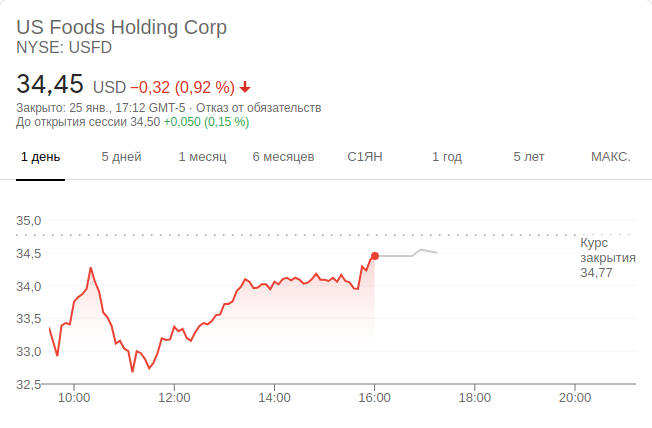 US Foods Holding Corp
NYSE: USFD
34,45 USD −0,32 (0,92 %)
Закрыто: 25 янв., 17:12 GMT-5 · Отказ от обязательств
До открытия сессии 34,50 +0,050 (0,15 %)
1 день 5 дней 1 месяц 6 месяцев С1ЯН 1 год 5 лет МАКС.
35,0
34,5
34,0
33,5
33,0
32,5
Курс
закрытия
34,77
10:00 12:00 14:00 16:00 18:00 20:00